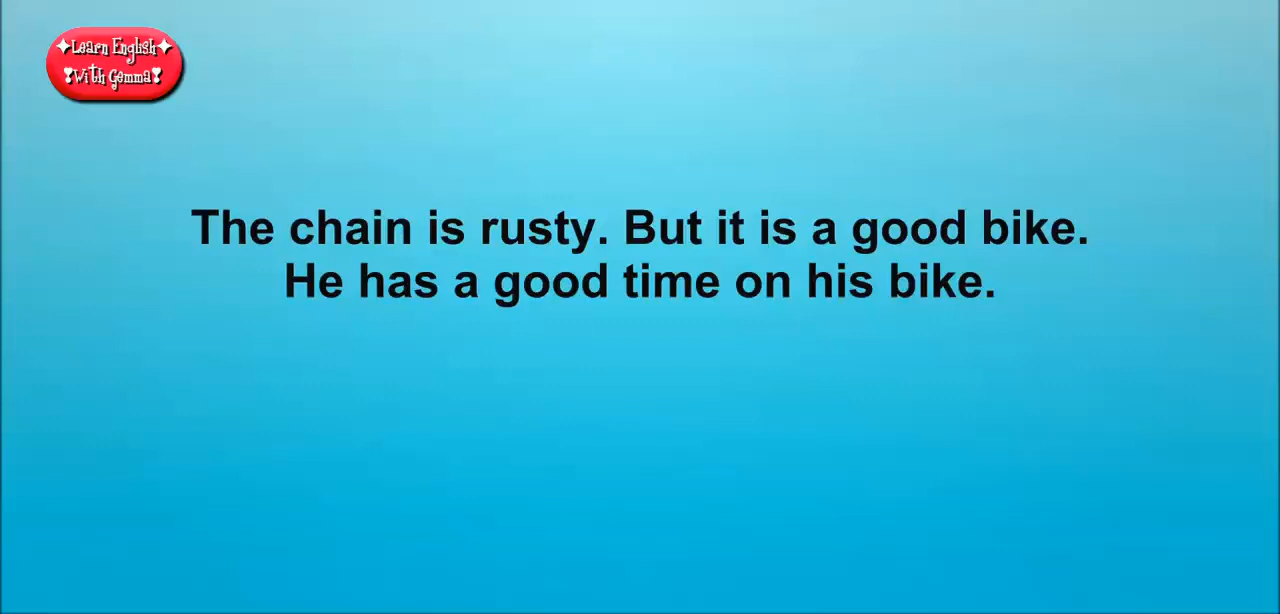 Learn English
With Gemma
The chain is rusty. But it is a good bike.
He has a good time on his bike.